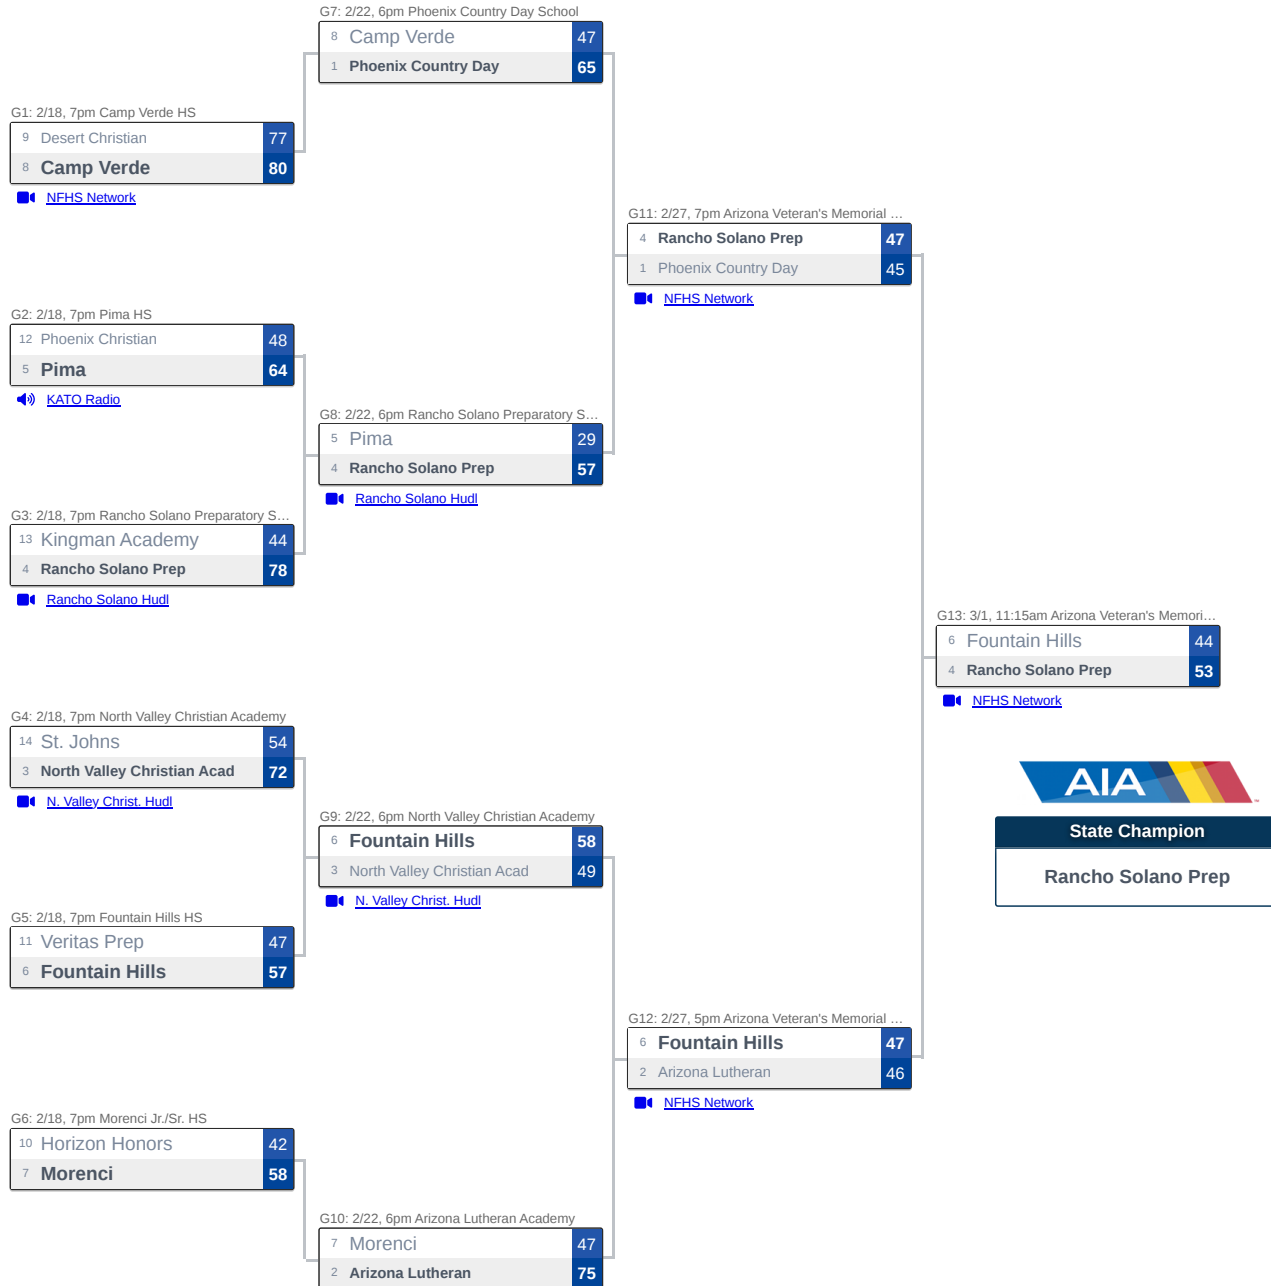 G7: 2/22, 6pm Phoenix Country Day School
8 Camp Verde 47
1 Phoenix Country Day 65
G1: 2/18, 7pm Camp Verde HS
9 Desert Christian 77
8 Camp Verde 80
NFHS Network
G11: 2/27, 7pm Arizona Veteran's Memorial ...
4 Rancho Solano Prep 47
1 Phoenix Country Day 45
NFHS Network
G2: 2/18, 7pm Pima HS
12 Phoenix Christian 48
5 Pima 64
KATO Radio
G8: 2/22, 6pm Rancho Solano Preparatory S...
5 Pima 29
4 Rancho Solano Prep 57
Rancho Solano Hudl
G3: 2/18, 7pm Rancho Solano Preparatory S...
13 Kingman Academy 44
4 Rancho Solano Prep 78
Rancho Solano Hudl
G13: 3/1, 11:15am Arizona Veteran's Memori...
6 Fountain Hills 44
4 Rancho Solano Prep 53
NFHS Network
G4: 2/18, 7pm North Valley Christian Academy
14 St. Johns 54
3 North Valley Christian Acad 72
N. Valley Christ. Hudl
AIA
State Champion
Rancho Solano Prep
G9: 2/22, 6pm North Valley Christian Academy
6 Fountain Hills 58
3 North Valley Christian Acad 49
N. Valley Christ. Hudl
G5: 2/18, 7pm Fountain Hills HS
11 Veritas Prep 47
6 Fountain Hills 57
G12: 2/27, 5pm Arizona Veteran's Memorial ...
6 Fountain Hills 47
2 Arizona Lutheran 46
NFHS Network
G6: 2/18, 7pm Morenci Jr./Sr. HS
10 Horizon Honors 42
7 Morenci 58
G10: 2/22, 6pm Arizona Lutheran Academy
7 Morenci 47
2 Arizona Lutheran 75